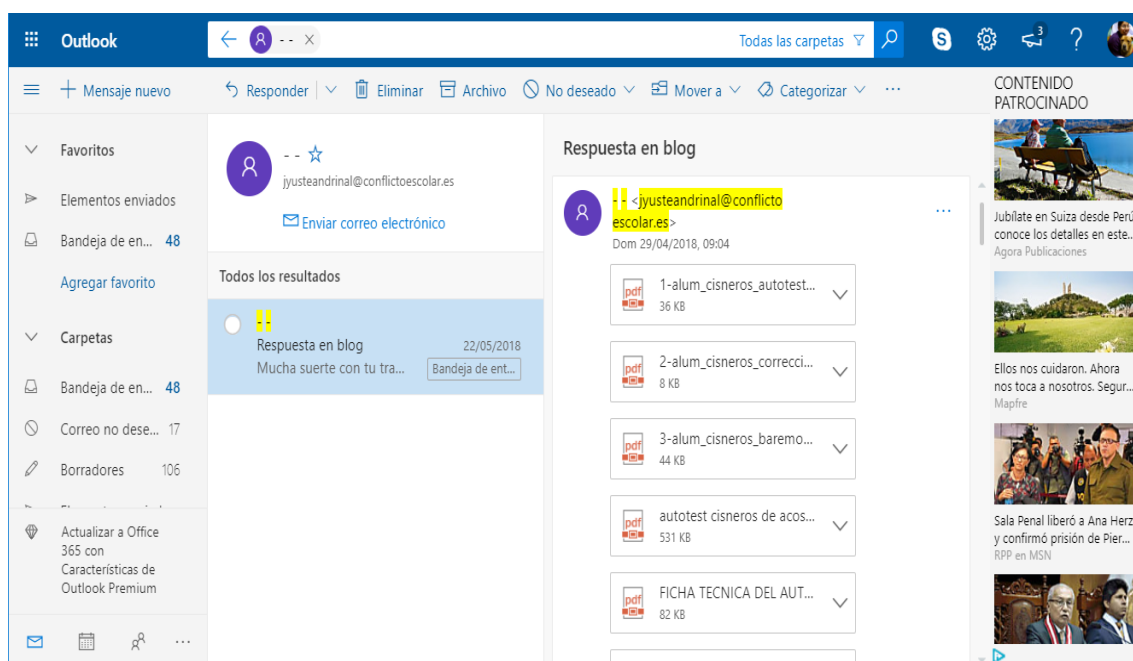 Outlook
- - ×
Todas las carpetas
3
?
Mensaje nuevo
Responder
Eliminar
Archivo
No deseado
Mover a
Categorizar
...
Favoritos
Elementos enviados
Bandeja de en... 48
Agregar favorito
Carpetas
Bandeja de en... 48
Correo no dese... 17
Borradores 106
Actualizar a Office
365 con
Características de
Outlook Premium
...
- -
jyusteandrinal@conflictoescolar.es
Enviar correo electrónico
Todos los resultados
- -
Respuesta en blog 22/05/2018
Mucha suerte con tu tra... Bandeja de ent...
Respuesta en blog
- - <jyusteandrinal@conflicto
escolar.es>
...
Dom 29/04/2018, 09:04
pdf
1-alum_cisneros_autotest...
36 KB
pdf
2-alum_cisneros_correcci...
8 KB
pdf
3-alum_cisneros_baremo...
44 KB
pdf
autotest cisneros de acos...
531 KB
pdf
FICHA TECNICA DEL AUT...
82 KB
CONTENIDO
PATROCINADO
Jubílate en Suiza desde Perú
conoce los detalles en este...
Agora Publicaciones
Ellos nos cuidaron. Ahora
nos toca a nosotros. Segur...
Mapfre
Sala Penal liberó a Ana Herz
y confirmó prisión de Pier...
RPP en MSN